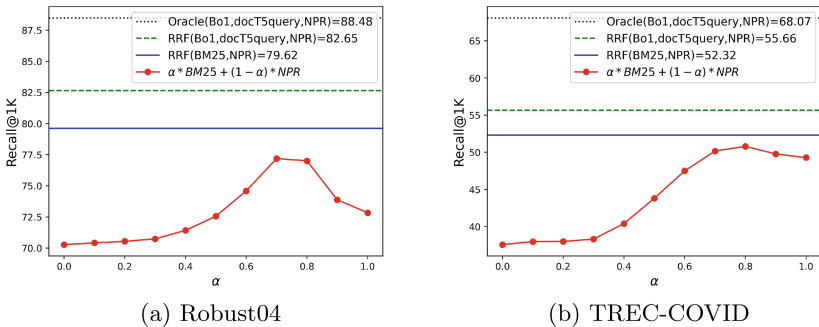 Oracle(Bo1,docT5query,NPR)=88.48
RRF(Bo1,docT5query,NPR)=82.65
RRF(BM25,NPR)=79.62
α*BM25+(1−α)*NPR
Recall@1K
87.5
85.0
82.5
80.0
77.5
75.0
72.5
70.0
0.0 0.2 0.4 0.6 0.8 1.0
α
(a) Robust04
Oracle(Bo1,docT5query,NPR)=68.07
RRF(Bo1,docT5query,NPR)=55.66
RRF(BM25,NPR)=52.32
α*BM25+(1−α)*NPR
Recall@1K
65
60
55
50
45
40
0.0 0.2 0.4 0.6 0.8 1.0
α
(b) TREC-COVID